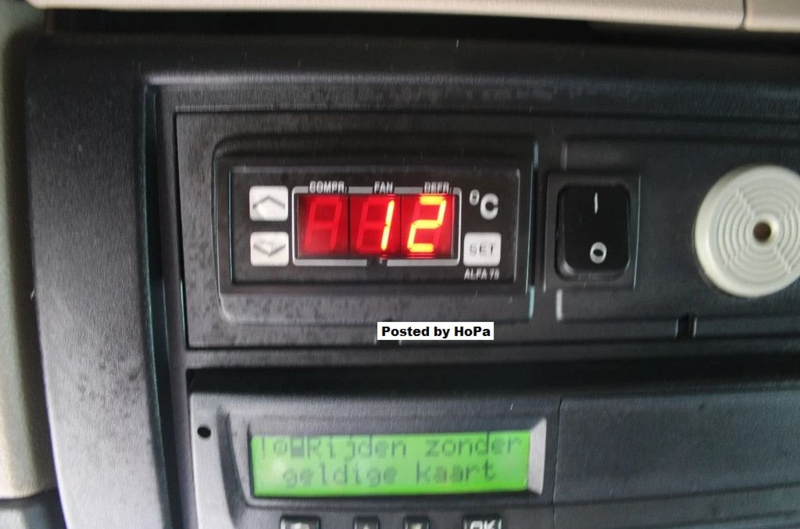 COMPR. FAN DEFR.
12
°C
SET
ALFA 75
I
O
Posted by HoPa
!Rijden zonder
geldige kaart
OK